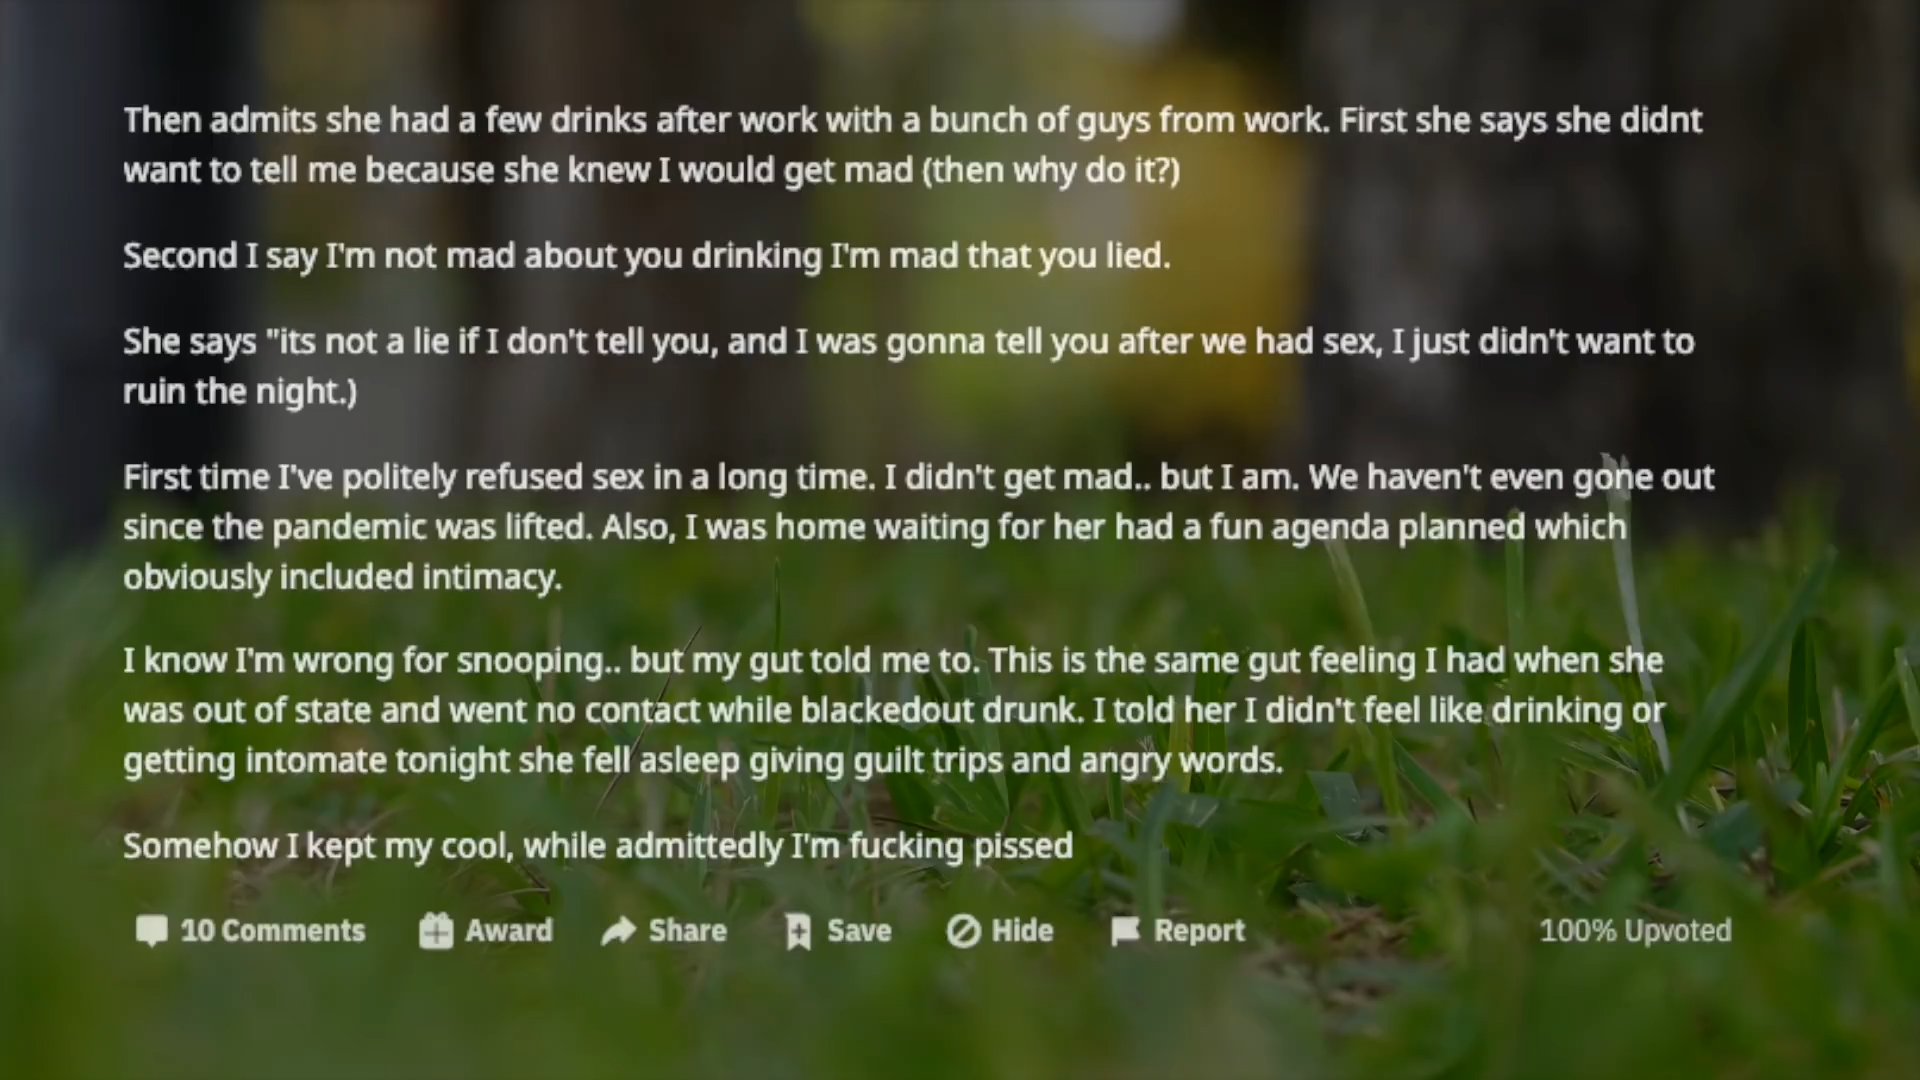 Then admits she had a few drinks after work with a bunch of guys from work. First she says she didnt
want to tell me because she knew I would get mad (then why do it?)
Second I say I'm not mad about you drinking I'm mad that you lied.
She says "its not a lie if I don't tell you, and I was gonna tell you after we had sex, I just didn't want to
ruin the night.)
First time I've politely refused sex in a long time. I didn't get mad.. but I am. We haven't even gone out
since the pandemic was lifted. Also, I was home waiting for her had a fun agenda planned which
obviously included intimacy.
I know I'm wrong for snooping.. but my gut told me to. This is the same gut feeling I had when she
was out of state and went no contact while blackedout drunk. I told her I didn't feel like drinking or
getting intomate tonight she fell asleep giving guilt trips and angry words.
Somehow I kept my cool, while admittedly I'm fucking pissed
10 Comments Award Share Save Hide Report 100% Upvoted